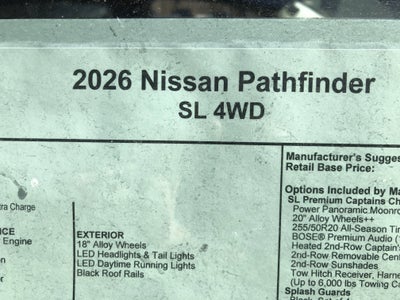 2026 Nissan Pathfinder
SL 4WD
Manufacturer's Sugges
Retail Base Price:
Options Included by Ma
SL Premium Captains Ch
Power Panoramic Moonro
20" Alloy Wheels++
255/50R20 All-Season Tir
BOSE® Premium Audio (1
Heated 2nd-Row Captain's
2nd-Row Removable Cent
2nd-Row Sunshades
Tow Hitch Receiver, Harne
(Up to 6,000 lbs Towing Ca
Splash Guards
tra Charge
Engine
on
EXTERIOR
18" Alloy Wheels
LED Headlights & Tail Lights
LED Daytime Running Lights
Black Roof Rails